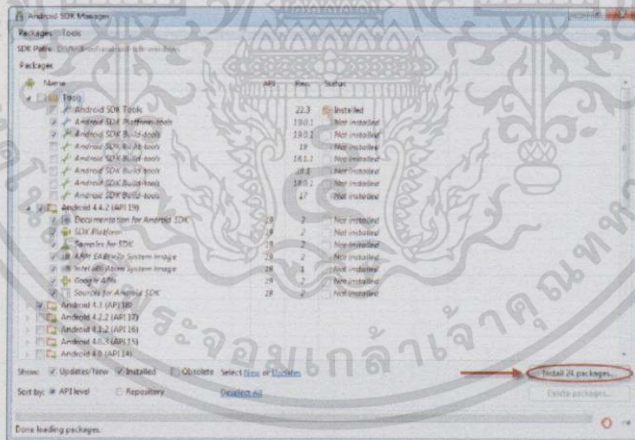 Android SDK Manager
Packages Tools
SDK Path:
Packages
Name API Rev. Status
Tools
Android SDK Tools 22.3 Installed
Android SDK Platform-tools 19.0.1 Not installed
Android SDK Build-tools 19.0.1 Not installed
Android SDK Build-tools 19 Not installed
Android SDK Build-tools 18.1.1 Not installed
Android SDK Build-tools 18.1 Not installed
Android SDK Build-tools 18.0.1 Not installed
Android SDK Build-tools 17 Not installed
Android 4.4.2 (API 19)
Documentation for Android SDK 19 2 Not installed
SDK Platform 19 2 Not installed
Samples for SDK 19 2 Not installed
ARM EABI v7a System Image 19 2 Not installed
Intel x86 Atom System Image 19 1 Not installed
Google APIs 19 2 Not installed
Sources for Android SDK 19 2 Not installed
Android 4.3 (API 18)
Android 4.2.2 (API 17)
Android 4.1.2 (API 16)
Android 4.0.3 (API 15)
Android 4.0 (API 14)
Show: Updates/New Installed Obsolete Select New or Updates Install 24 packages...
Sort by: API level Repository Deselect All Delete packages...
Done loading packages.